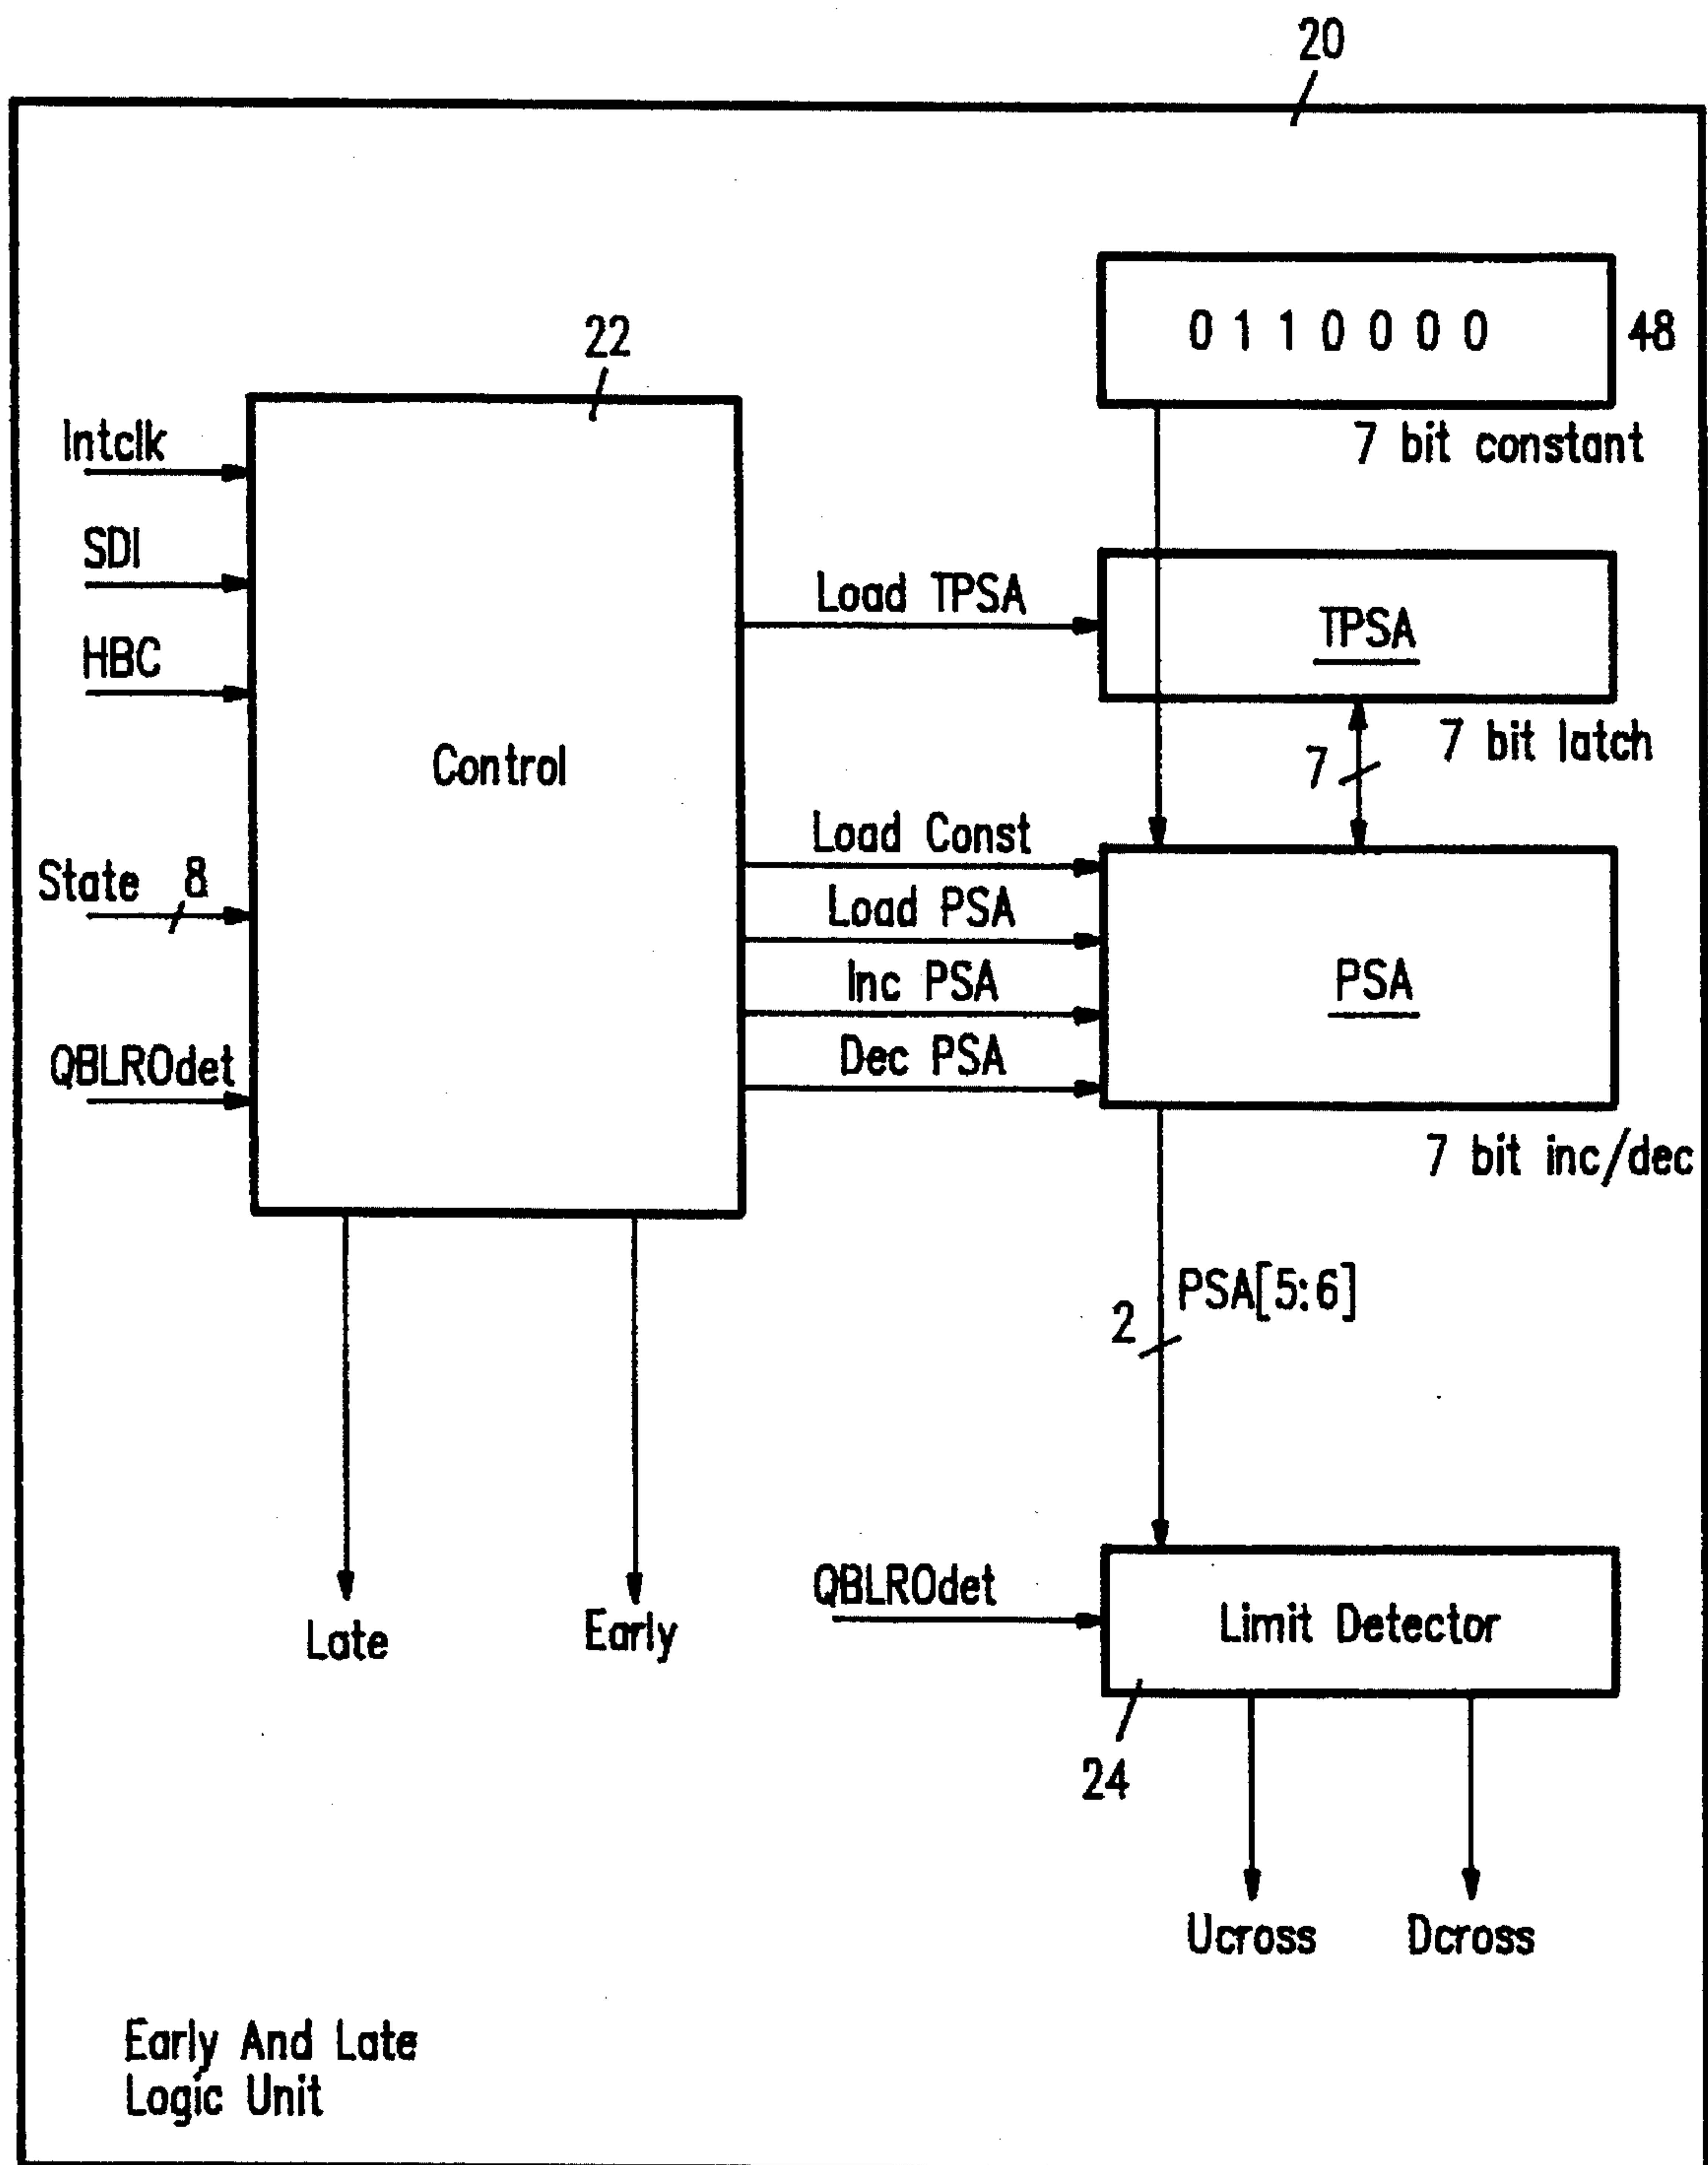 20
0 1 1 0 0 0 0
48
7 bit constant
22
Intclk
SDI
HBC
State 8
QBLROdet
Control
Load TPSA
TPSA
7 bit latch
7
Load Const
Load PSA
Inc PSA
Dec PSA
PSA
7 bit inc/dec
2
PSA[5:6]
Late
Early
QBLROdet
Limit Detector
24
Ucross
Dcross
Early And Late
Logic Unit